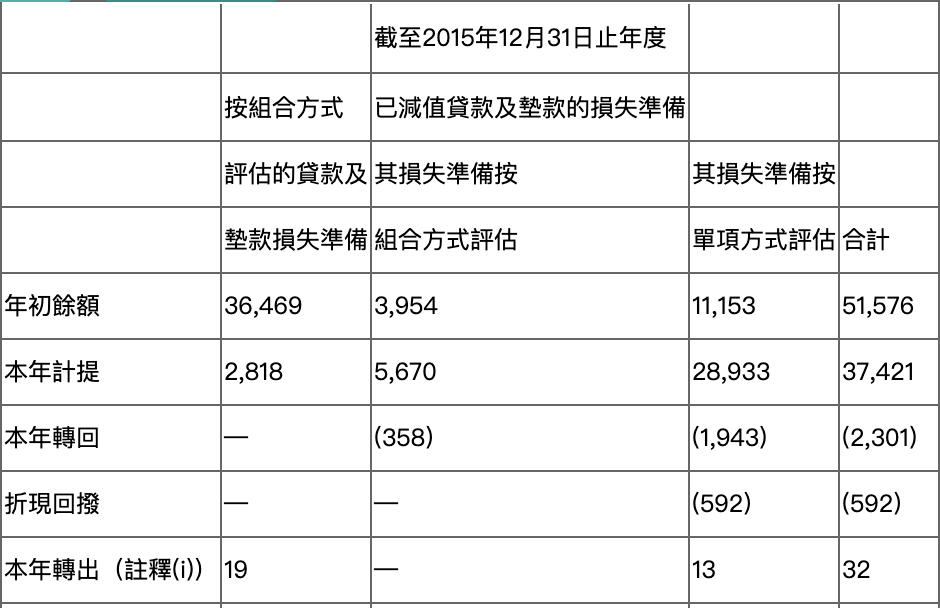 截至2015年12月31日止年度
按組合方式 已減值貸款及墊款的損失準備
評估的貸款及 其損失準備按 其損失準備按
墊款損失準備 組合方式評估 單項方式評估 合計
年初餘額 36,469 3,954 11,153 51,576
本年計提 2,818 5,670 28,933 37,421
本年轉回 — (358) (1,943) (2,301)
折現回撥 — — (592) (592)
本年轉出（註釋(i)） 19 — 13 32